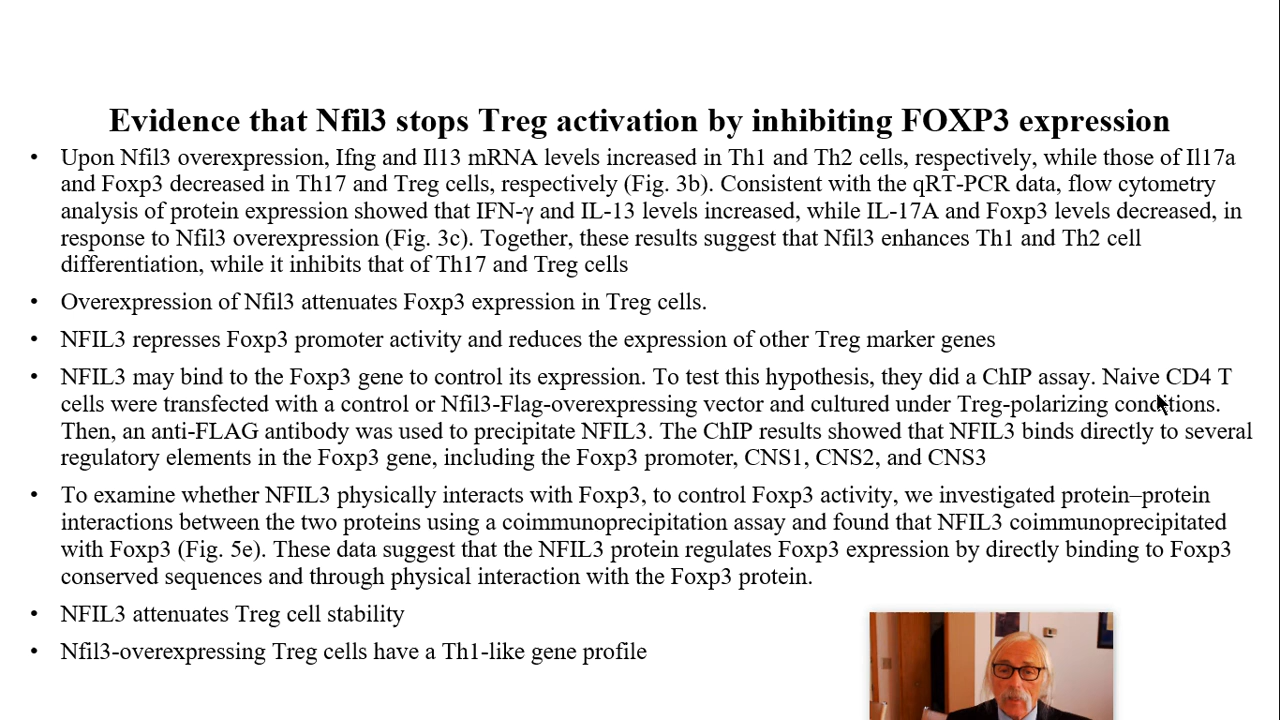 Evidence that Nfil3 stops Treg activation by inhibiting FOXP3 expression
• Upon Nfil3 overexpression, Ifng and Il13 mRNA levels increased in Th1 and Th2 cells, respectively, while those of Il17a
and Foxp3 decreased in Th17 and Treg cells, respectively (Fig. 3b). Consistent with the qRT-PCR data, flow cytometry
analysis of protein expression showed that IFN-γ and IL-13 levels increased, while IL-17A and Foxp3 levels decreased, in
response to Nfil3 overexpression (Fig. 3c). Together, these results suggest that Nfil3 enhances Th1 and Th2 cell
differentiation, while it inhibits that of Th17 and Treg cells
• Overexpression of Nfil3 attenuates Foxp3 expression in Treg cells.
• NFIL3 represses Foxp3 promoter activity and reduces the expression of other Treg marker genes
• NFIL3 may bind to the Foxp3 gene to control its expression. To test this hypothesis, they did a ChIP assay. Naive CD4 T
cells were transfected with a control or Nfil3-Flag-overexpressing vector and cultured under Treg-polarizing conditions.
Then, an anti-FLAG antibody was used to precipitate NFIL3. The ChIP results showed that NFIL3 binds directly to several
regulatory elements in the Foxp3 gene, including the Foxp3 promoter, CNS1, CNS2, and CNS3
• To examine whether NFIL3 physically interacts with Foxp3, to control Foxp3 activity, we investigated protein–protein
interactions between the two proteins using a coimmunoprecipitation assay and found that NFIL3 coimmunoprecipitated
with Foxp3 (Fig. 5e). These data suggest that the NFIL3 protein regulates Foxp3 expression by directly binding to Foxp3
conserved sequences and through physical interaction with the Foxp3 protein.
• NFIL3 attenuates Treg cell stability
• Nfil3-overexpressing Treg cells have a Th1-like gene profile